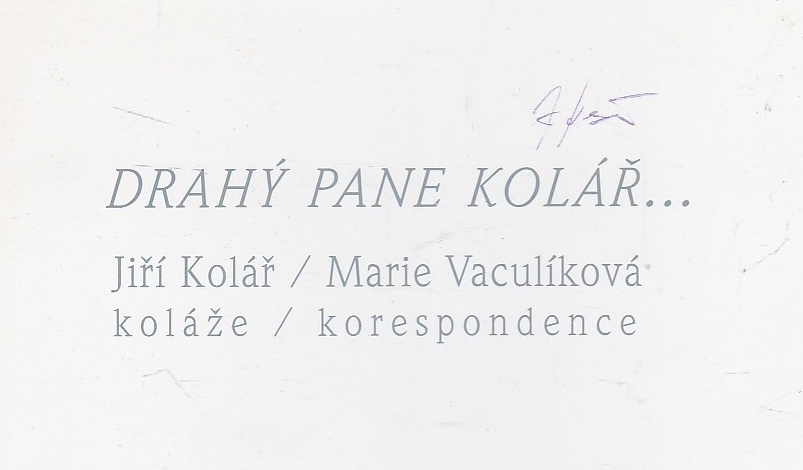 DRAHÝ PANE KOLÁŘ...
Jiří Kolář / Marie Vaculíková
koláže / korespondence